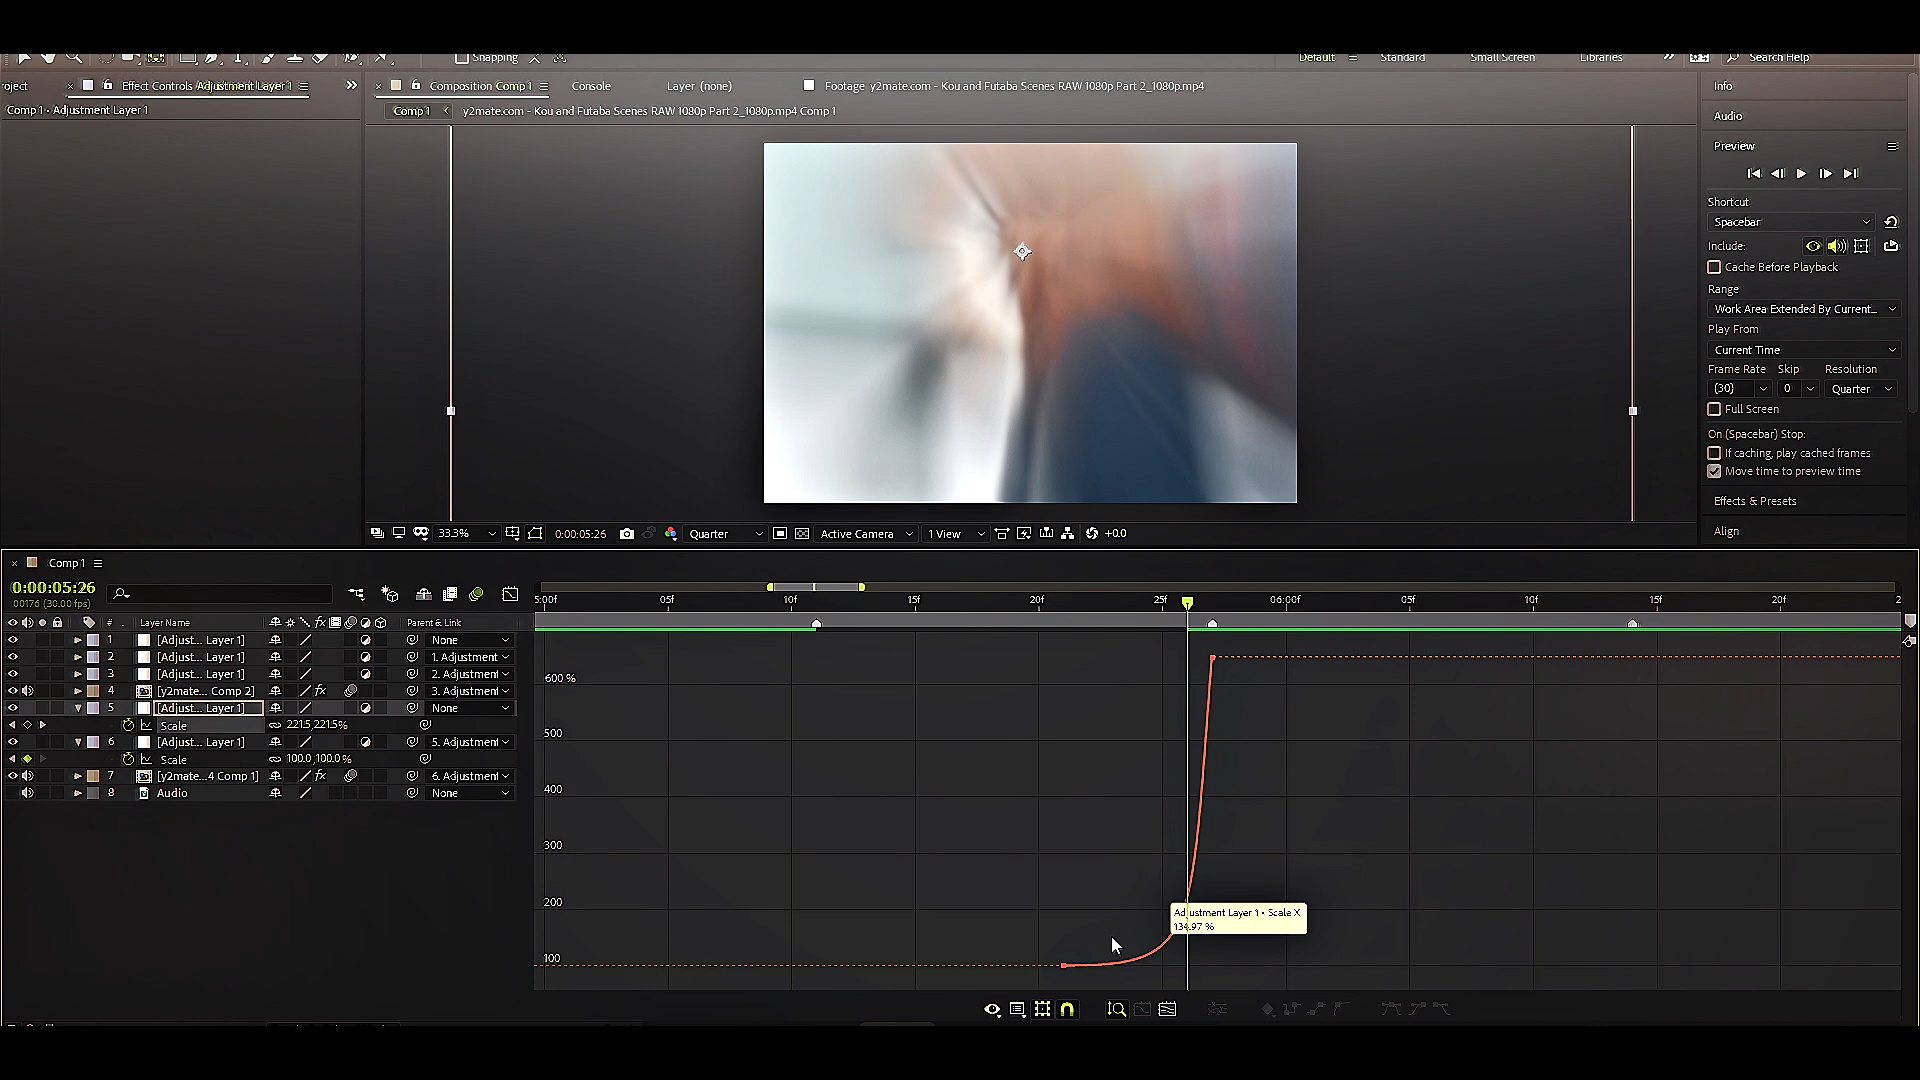 Snapping
Default Standard Small Screen Libraries Search Help
oject Effect Controls Adjustment Layer 1
Composition Comp 1 Console Layer (none) Footage y2mate.com - Kou and Futaba Scenes RAW 1080p Part 2_1080p.mp4
Info
Comp 1 · Adjustment Layer 1
Comp 1 y2mate.com - Kou and Futaba Scenes RAW 1080p Part 2_1080p.mp4 Comp 1
Audio
Preview
Shortcut
Spacebar
Include:
Cache Before Playback
Range
Work Area Extended By Current...
Play From
Current Time
Frame Rate Skip Resolution
(30) 0 Quarter
Full Screen
On (Spacebar) Stop:
If caching, play cached frames
Move time to preview time
Effects & Presets
Align
33.3% 0:00:05:26 Quarter Active Camera 1 View +0.0
Comp 1
0:00:05:26
00176 (30.00 fps)
5:00f 05f 10f 15f 20f 25f 06:00f 05f 10f 15f 20f 2
# . Layer Name Parent & Link
1 [Adjust... Layer 1] None
2 [Adjust... Layer 1] 1. Adjustment
3 [Adjust... Layer 1] 2. Adjustment
4 [y2mate... Comp 2] fx 3. Adjustment
5 [Adjust... Layer 1] None
Scale 221.5,221.5%
6 [Adjust... Layer 1] 5. Adjustment
Scale 100.0,100.0%
7 [y2mate...4 Comp 1] fx 6. Adjustment
8 Audio None
600 %
500
400
300
200
100
Adjustment Layer 1 • Scale X
134.97 %